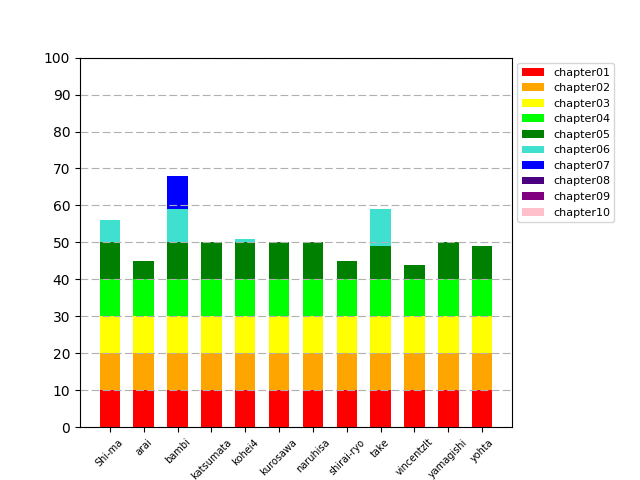 100
90
80
70
60
50
40
30
20
10
0
Shi-ma
arai
bambi
katsumata
kohei4
kurosawa
naruhisa
shirai-ryo
take
vincentzlt
yamagishi
yohta
chapter01
chapter02
chapter03
chapter04
chapter05
chapter06
chapter07
chapter08
chapter09
chapter10